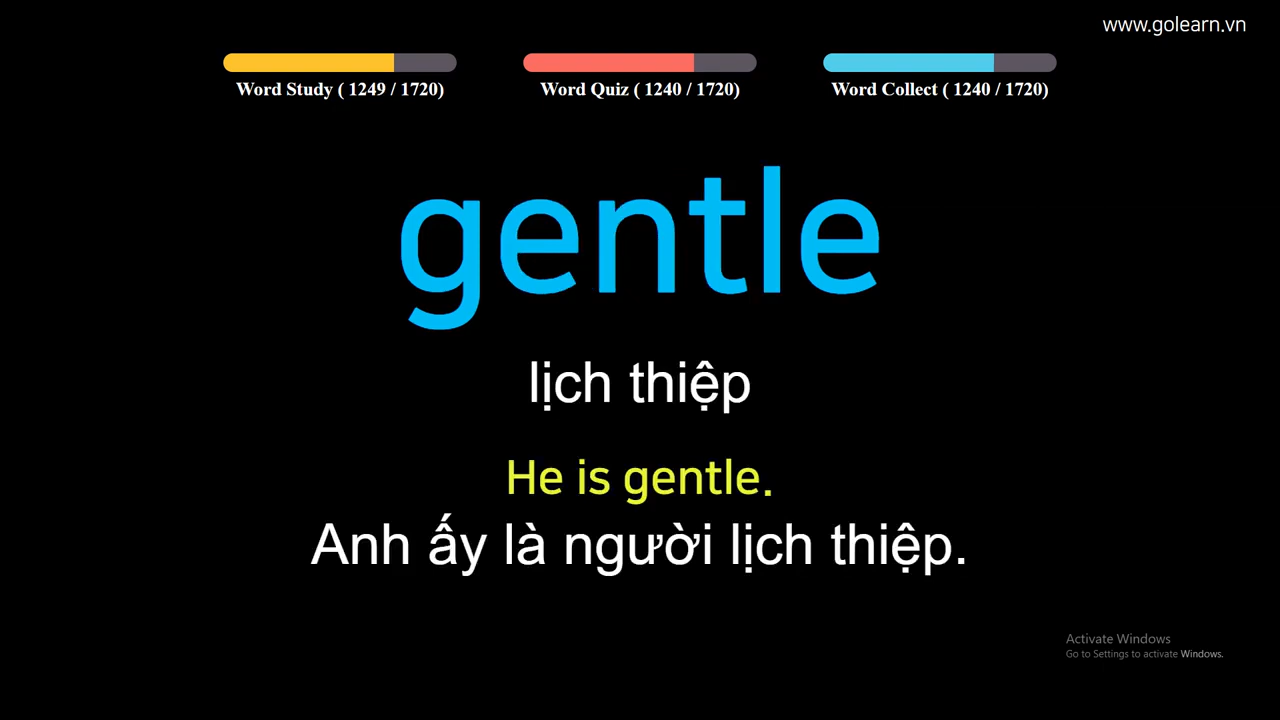 www.golearn.vn
Word Study ( 1249 / 1720)
Word Quiz ( 1240 / 1720)
Word Collect ( 1240 / 1720)
gentle
lịch thiệp
He is gentle.
Anh ấy là người lịch thiệp.
Activate Windows
Go to Settings to activate Windows.